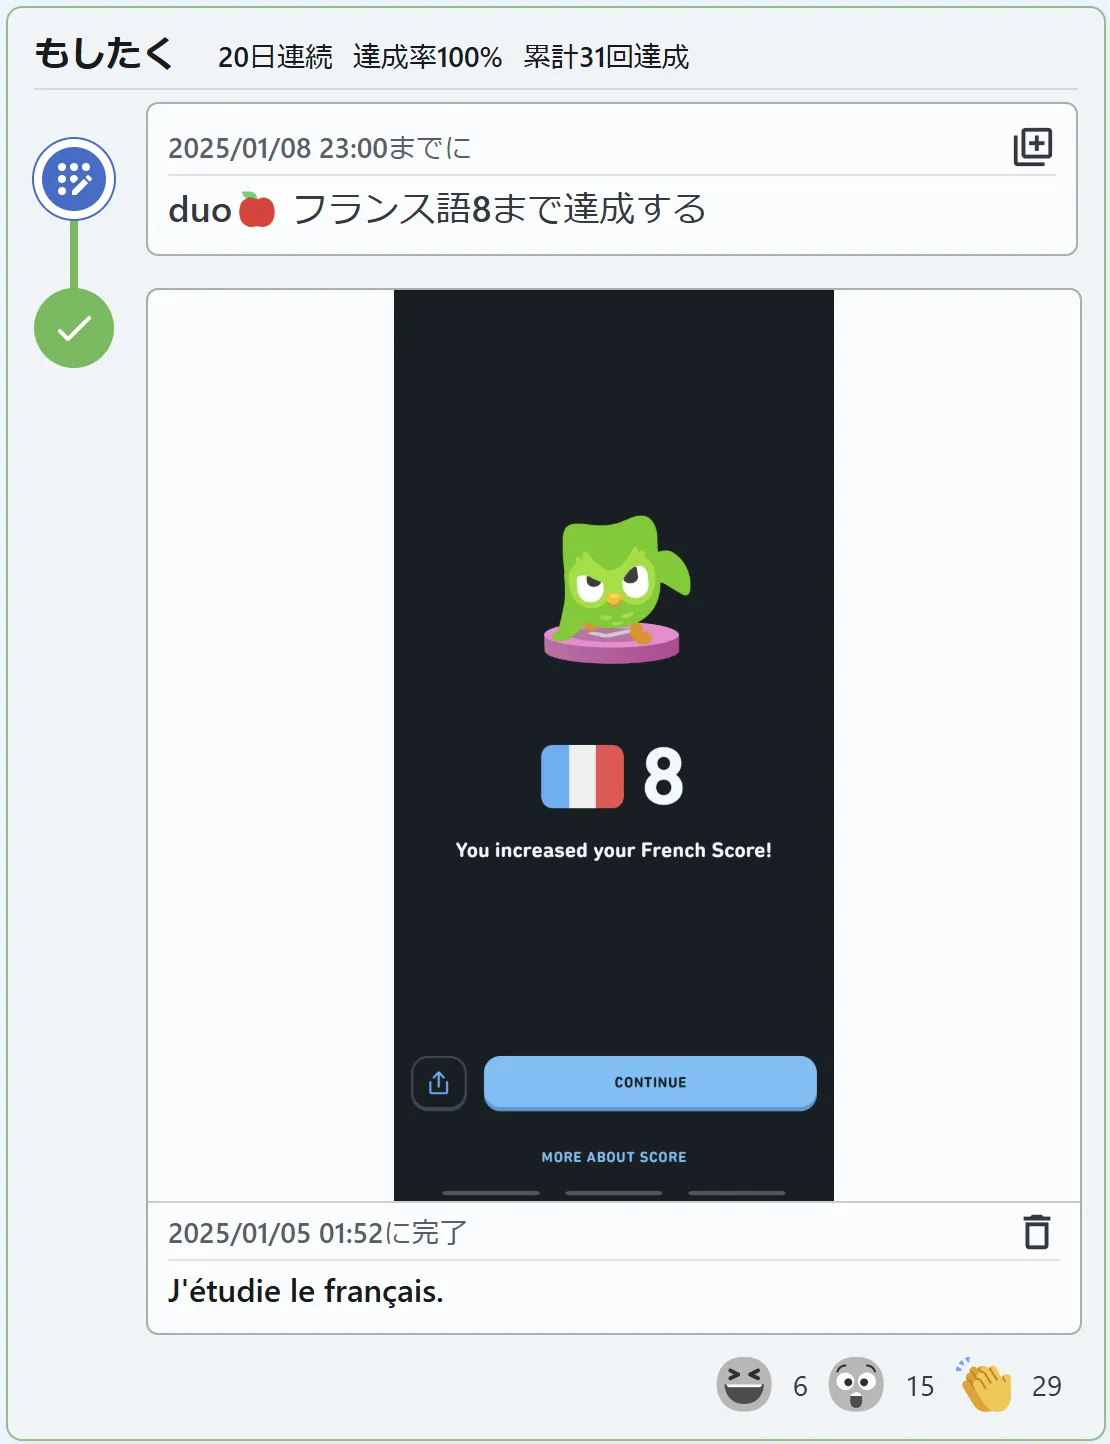 もしたく 20日連続 達成率100% 累計31回達成
2025/01/08 23:00までに
duo🍎 フランス語8まで達成する
8
You increased your French Score!
CONTINUE
MORE ABOUT SCORE
2025/01/05 01:52に完了
J'étudie le français.
6 15 29